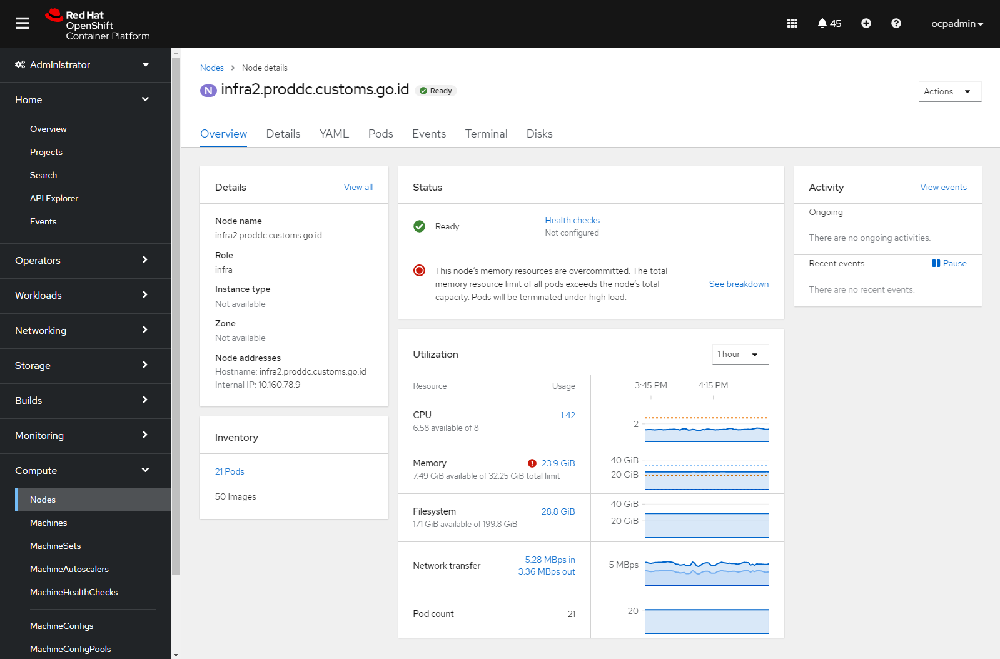 Red Hat
OpenShift
Container Platform
45
ocpadmin
Administrator
Home
Overview
Projects
Search
API Explorer
Events
Operators
Workloads
Networking
Storage
Builds
Monitoring
Compute
Nodes
Machines
MachineSets
MachineAutoscalers
MachineHealthChecks
MachineConfigs
MachineConfigPools
Nodes > Node details
N infra2.proddc.customs.go.id Ready
Actions
Overview Details YAML Pods Events Terminal Disks
Details View all
Node name
infra2.proddc.customs.go.id
Role
infra
Instance type
Not available
Zone
Not available
Node addresses
Hostname: infra2.proddc.customs.go.id
Internal IP: 10.160.78.9
Inventory
21 Pods
50 Images
Status
Ready
Health checks
Not configured
This node’s memory resources are overcommitted. The total
memory resource limit of all pods exceeds the node’s total
capacity. Pods will be terminated under high load.
See breakdown
Utilization
1 hour
Resource Usage 3:45 PM 4:15 PM
CPU 1.42
6.58 available of 8
2
Memory 23.9 GiB
7.49 GiB available of 32.25 GiB total limit
40 GiB
20 GiB
Filesystem 28.8 GiB
171 GiB available of 199.8 GiB
40 GiB
20 GiB
Network transfer
5.28 MBps in
3.36 MBps out
5 MBps
Pod count 21
20
Activity View events
Ongoing
There are no ongoing activities.
Recent events Pause
There are no recent events.